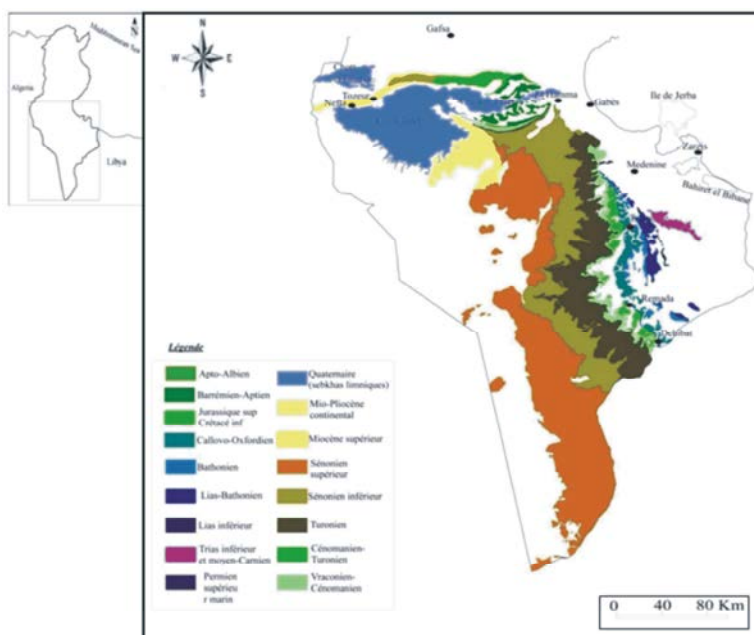 Mediterranean Sea
N
Algeria
Libya
N
W E
S
Gafsa
Tozeur
Nefta
Gabès
Ile de Jerba
Zarzis
Medenine
Bahiret el Bibane
Remada
Légende
Apto-Albien
Barrémien-Aptien
Jurassique sup
Crétacé inf
Callovo-Oxfordien
Bathonien
Lias-Bathonien
Lias inférieur
Trias inférieur
et moyen-Carnien
Permien
supérieu
r marin
Quaternaire
(sebkhas limniques)
Mio-Pliocène
continental
Miocène supérieur
Sénonien
supérieur
Sénonien inférieur
Turonien
Cénomanien-
Turonien
Vraconien-
Cénomanien
0 40 80 Km